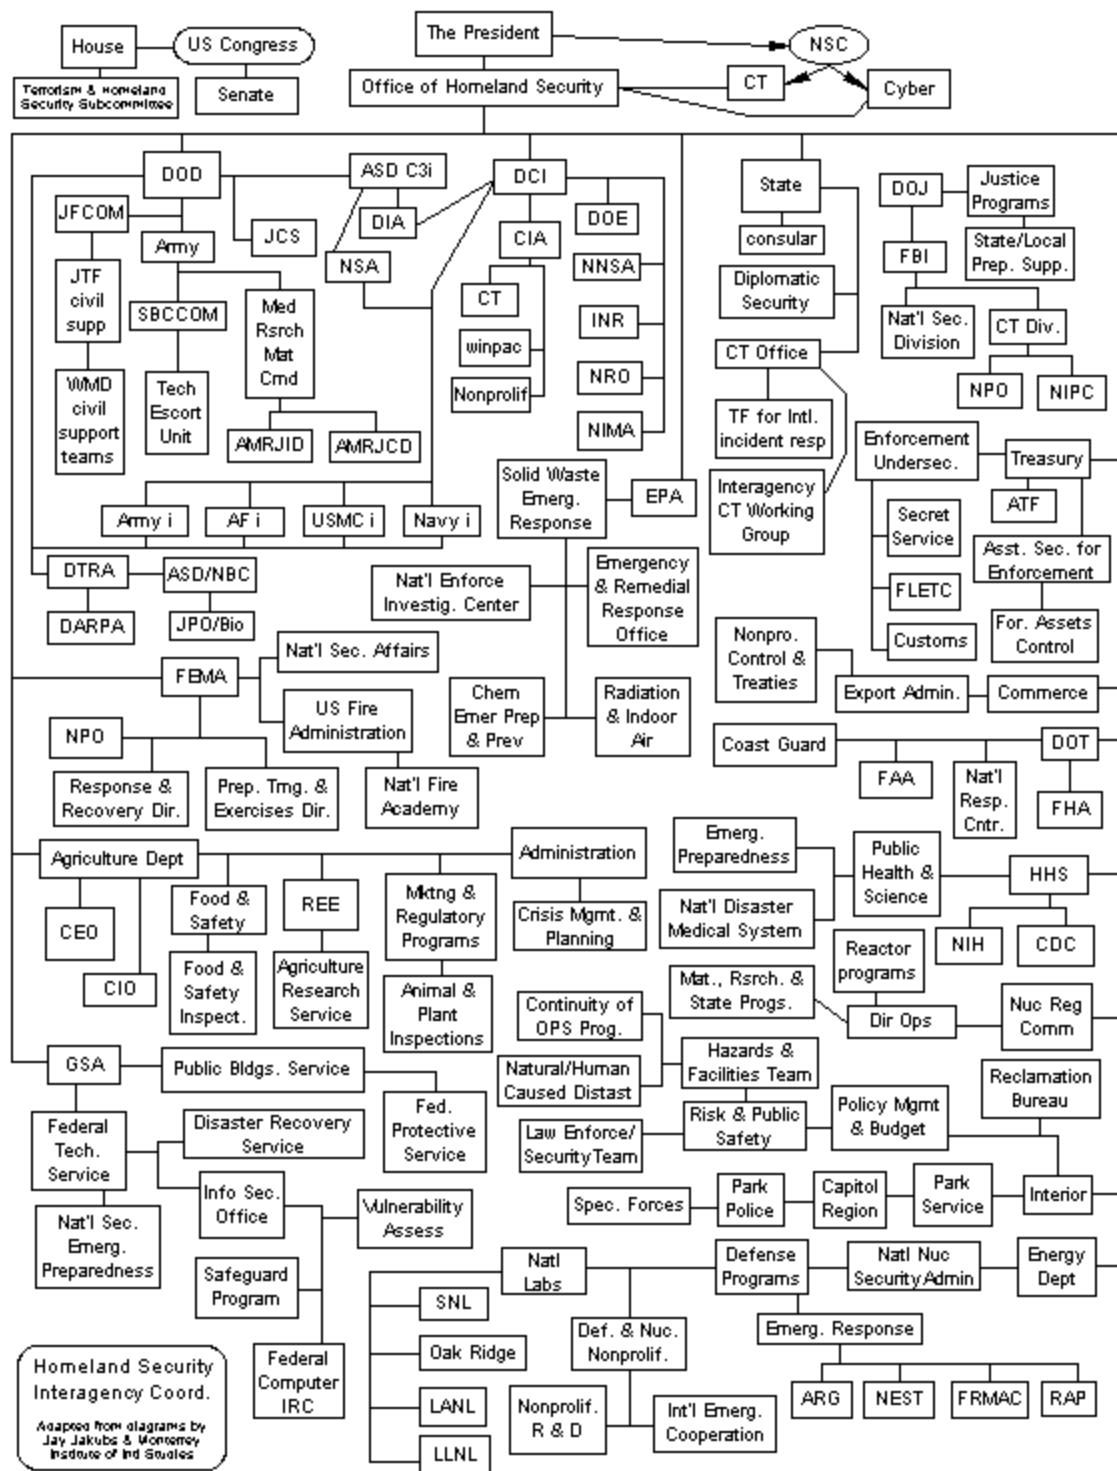 House
US Congress
The President
NSC
Terrorism & Homeland
Security Subcommittee
Senate
Office of Homeland Security
CT
Cyber
DOD
ASD C3i
DCI
State
DOJ
Justice
Programs
JFCOM
Army
JCS
DIA
NSA
CIA
DOE
NNSA
INR
NRO
NIMA
consular
Diplomatic
Security
FBI
State/Local
Prep. Supp.
JTF
civil
supp
SBCCOM
Med
Rsrch
Mat
Cmd
CT
winpac
Nonprolif
CT Office
Nat'l Sec.
Division
CT Div.
NPO
NIPC
WMD
civil
support
teams
Tech
Escort
Unit
AMRJID
AMRJCD
TF for Intl.
incident resp
Interagency
CT Working
Group
Enforcement
Undersec.
Treasury
ATF
Secret
Service
Asst. Sec. for
Enforcement
FLETC
Customs
For. Assets
Control
Army i
AF i
USMC i
Navy i
Solid Waste
Emerg.
Response
EPA
DTRA
ASD/NBC
DARPA
JPO/Bio
Nat'l Enforce
Investig. Center
Emergency
& Remedial
Response
Office
Nonpro.
Control &
Treaties
Export Admin.
Commerce
FEMA
Nat'l Sec. Affairs
US Fire
Administration
NPO
Response &
Recovery Dir.
Prep. Trng. &
Exercises Dir.
Nat'l Fire
Academy
Chem
Emer Prep
& Prev
Radiation
& Indoor
Air
Coast Guard
DOT
FAA
Nat'l
Resp.
Cntr.
FHA
Agriculture Dept
Administration
CEO
CIO
Food &
Safety
Food &
Safety
Inspect.
REE
Agriculture
Research
Service
Mktng &
Regulatory
Programs
Animal &
Plant
Inspections
Crisis Mgmt. &
Planning
Emerg.
Preparedness
Public
Health &
Science
HHS
Nat'l Disaster
Medical System
NIH
CDC
Reactor
programs
Mat., Rsrch. &
State Progs.
Dir Ops
Nuc Reg
Comm
GSA
Public Bldgs. Service
Continuity of
OPS Prog.
Natural/Human
Caused Distast
Hazards &
Facilities Team
Reclamation
Bureau
Federal
Tech.
Service
Disaster Recovery
Service
Fed.
Protective
Service
Law Enforce/
Security Team
Risk & Public
Safety
Policy Mgmt
& Budget
Info Sec.
Office
Vulnerability
Assess
Spec. Forces
Park
Police
Capitol
Region
Park
Service
Interior
Nat'l Sec.
Emerg.
Preparedness
Safeguard
Program
Federal
Computer
IRC
Natl
Labs
Defense
Programs
Natl Nuc
Security Admin
Energy
Dept
SNL
Oak Ridge
LANL
LLNL
Def. & Nuc.
Nonprolif.
Emerg. Response
Nonprolif.
R & D
Int'l Emerg.
Cooperation
ARG
NEST
FRMAC
RAP
Homeland Security
Interagency Coord.
Adapted from diagrams by
Jay Jakubs & Monterrey
Institute of Intl Studies